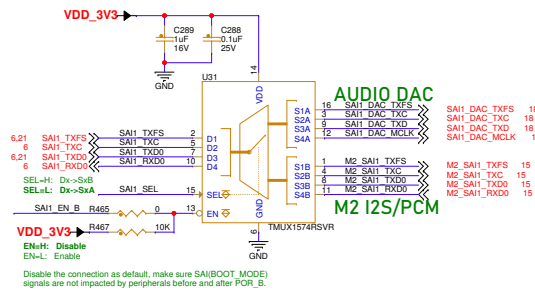 VDD_3V3
C289
1uF
16V
C288
0.1uF
25V
GND
U31
14
VDD
AUDIO DAC
6,21 SAI1_TXFS SAI1_TXFS 2 D1
6 SAI1_TXC SAI1_TXC 5 D2
6,21 SAI1_TXD0 SAI1_TXD0 7 D3
6 SAI1_RXD0 SAI1_RXD0 10 D4
S1A 16 SAI1_DAC_TXFS SAI1_DAC_TXFS 18
S2A 3 SAI1_DAC_TXC SAI1_DAC_TXC 18
S3A 9 SAI1_DAC_TXD SAI1_DAC_TXD 18
S4A 12 SAI1_DAC_MCLK SAI1_DAC_MCLK
S1B 1 M2_SAI1_TXFS M2_SAI1_TXFS 15
S2B 4 M2_SAI1_TXC M2_SAI1_TXC 15
S3B 8 M2_SAI1_TXD0 M2_SAI1_TXD0 15
S4B 11 M2_SAI1_RXD0 M2_SAI1_RXD0 15
SEL=H: Dx->SxB
SEL=L: Dx->SxA
SAI1_SEL 15 SEL
SAI1_EN_B R465 0 13 EN
GND
M2 I2S/PCM
VDD_3V3 R467 10K
6
TMUX1574RSVR
GND
EN=H: Disable
EN=L: Enable
Disable the connection as default, make sure SAI(BOOT_MODE)
signals are not impacted by peripherals before and after POR_B.